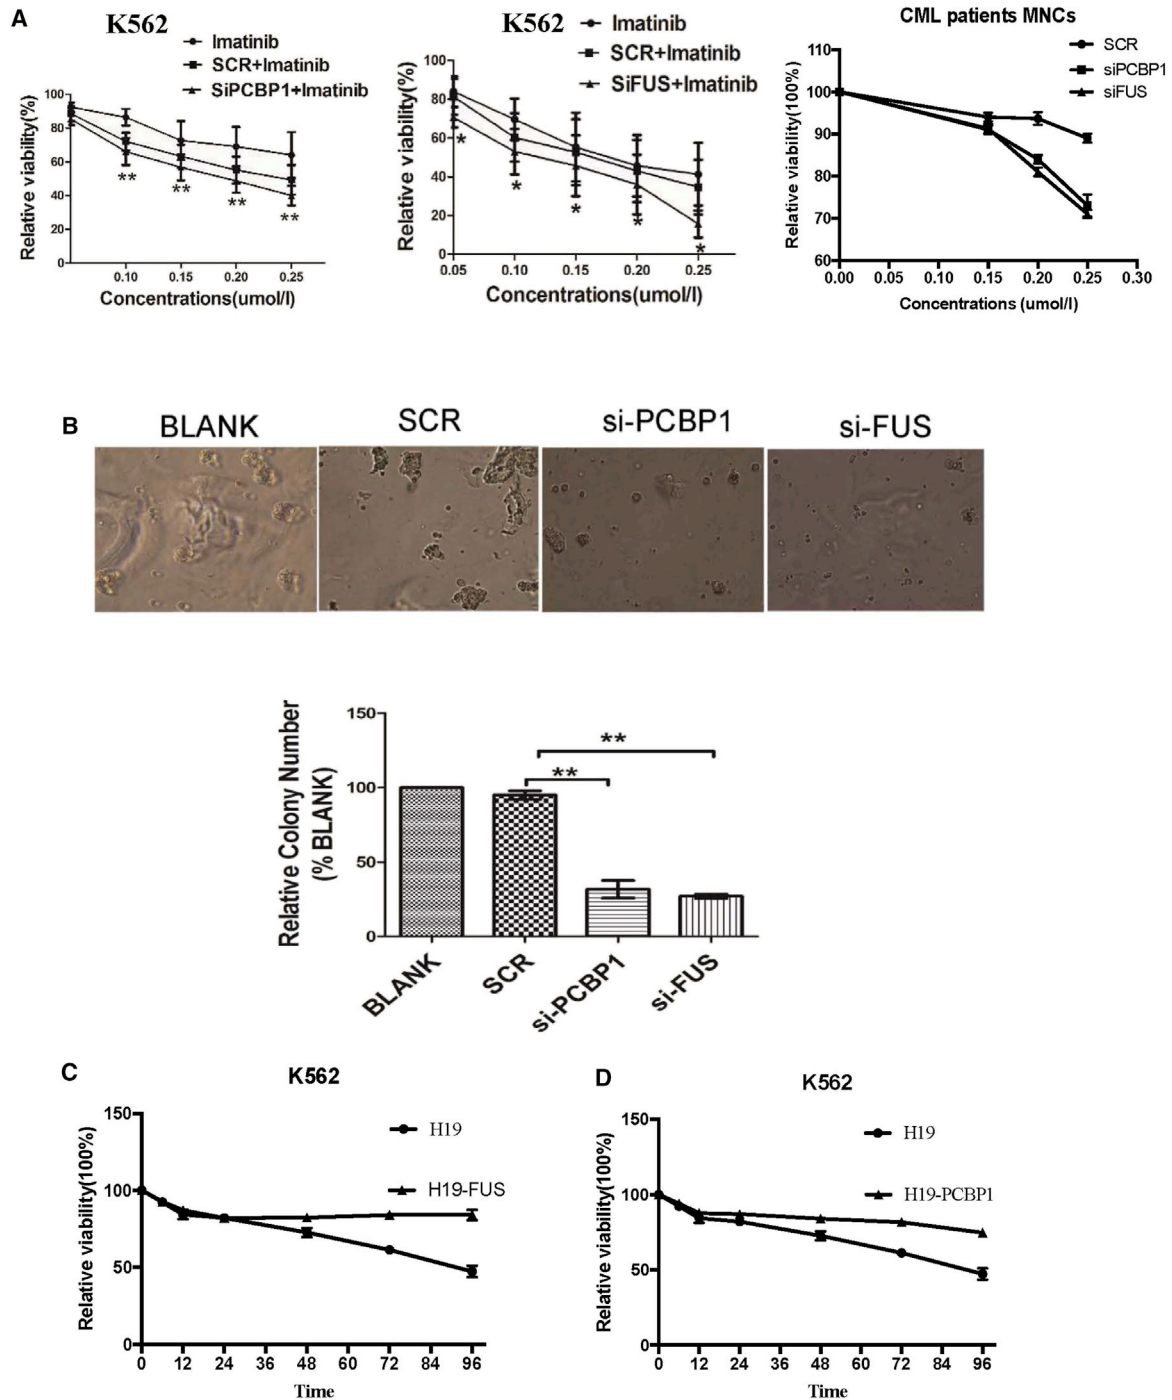 A
K562
Imatinib
SCR+Imatinib
SiPCBP1+Imatinib
Relative viability(%)
100
80
60
40
20
0
**
**
**
**
0.10
0.15
0.20
0.25
Concentrations(umol/l)
K562
Imatinib
SCR+Imatinib
SiFUS+Imatinib
Relative viability(%)
100
80
60
40
20
0
*
*
*
*
*
0.05
0.10
0.15
0.20
0.25
Concentrations(umol/l)
CML patients MNCs
SCR
siPCBP1
siFUS
Relative viability(100%)
110
100
90
80
70
60
0.00
0.05
0.10
0.15
0.20
0.25
0.30
Concentrations (umol/l)
B
BLANK
SCR
si-PCBP1
si-FUS
Relative Colony Number
(% BLANK)
150
100
50
0
**
**
BLANK
SCR
si-PCBP1
si-FUS
C
K562
H19
H19-FUS
Relative viability(100%)
150
100
50
0
0
12
24
36
48
60
72
84
96
Time
D
K562
H19
H19-PCBP1
Relative viability(100%)
150
100
50
0
0
12
24
36
48
60
72
84
96
Time